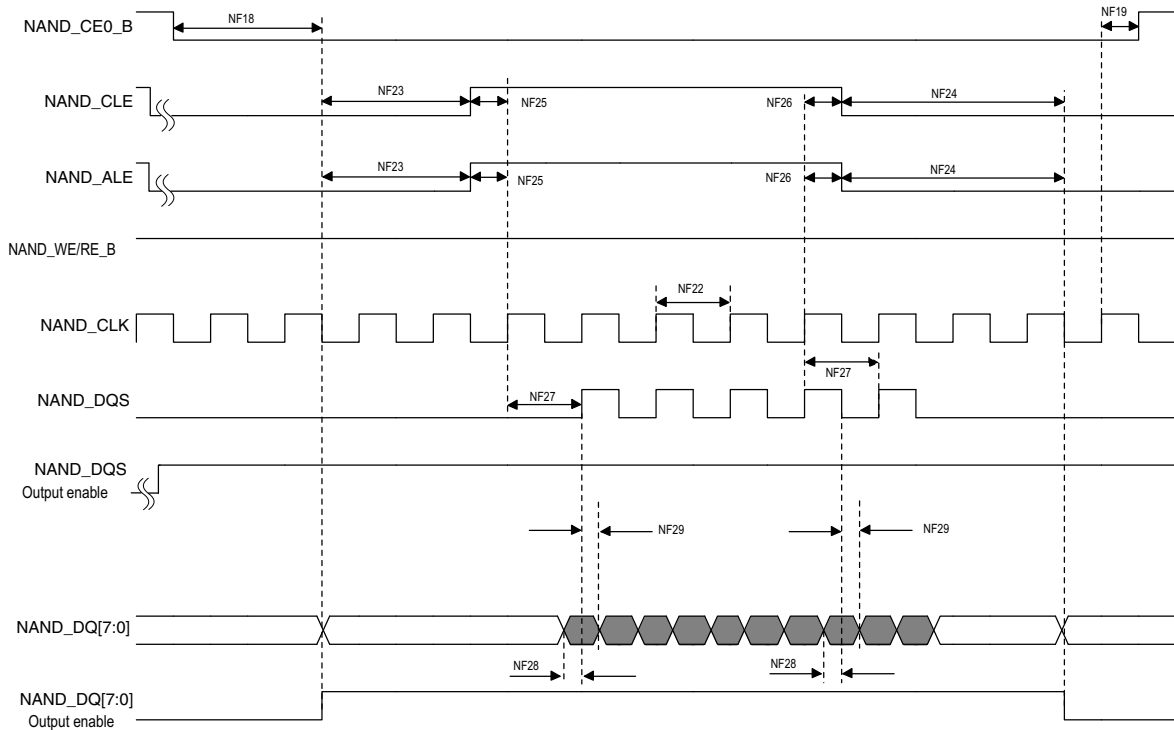 NF18
NF19
NAND_CE0_B
NF23
NF25
NF26
NF24
NAND_CLE
NF23
NF25
NF26
NF24
NAND_ALE
NAND_WE/RE_B
NF22
NAND_CLK
NF27
NF27
NAND_DQS
NAND_DQS
Output enable
NF29
NF29
NAND_DQ[7:0]
NF28
NF28
NAND_DQ[7:0]
Output enable